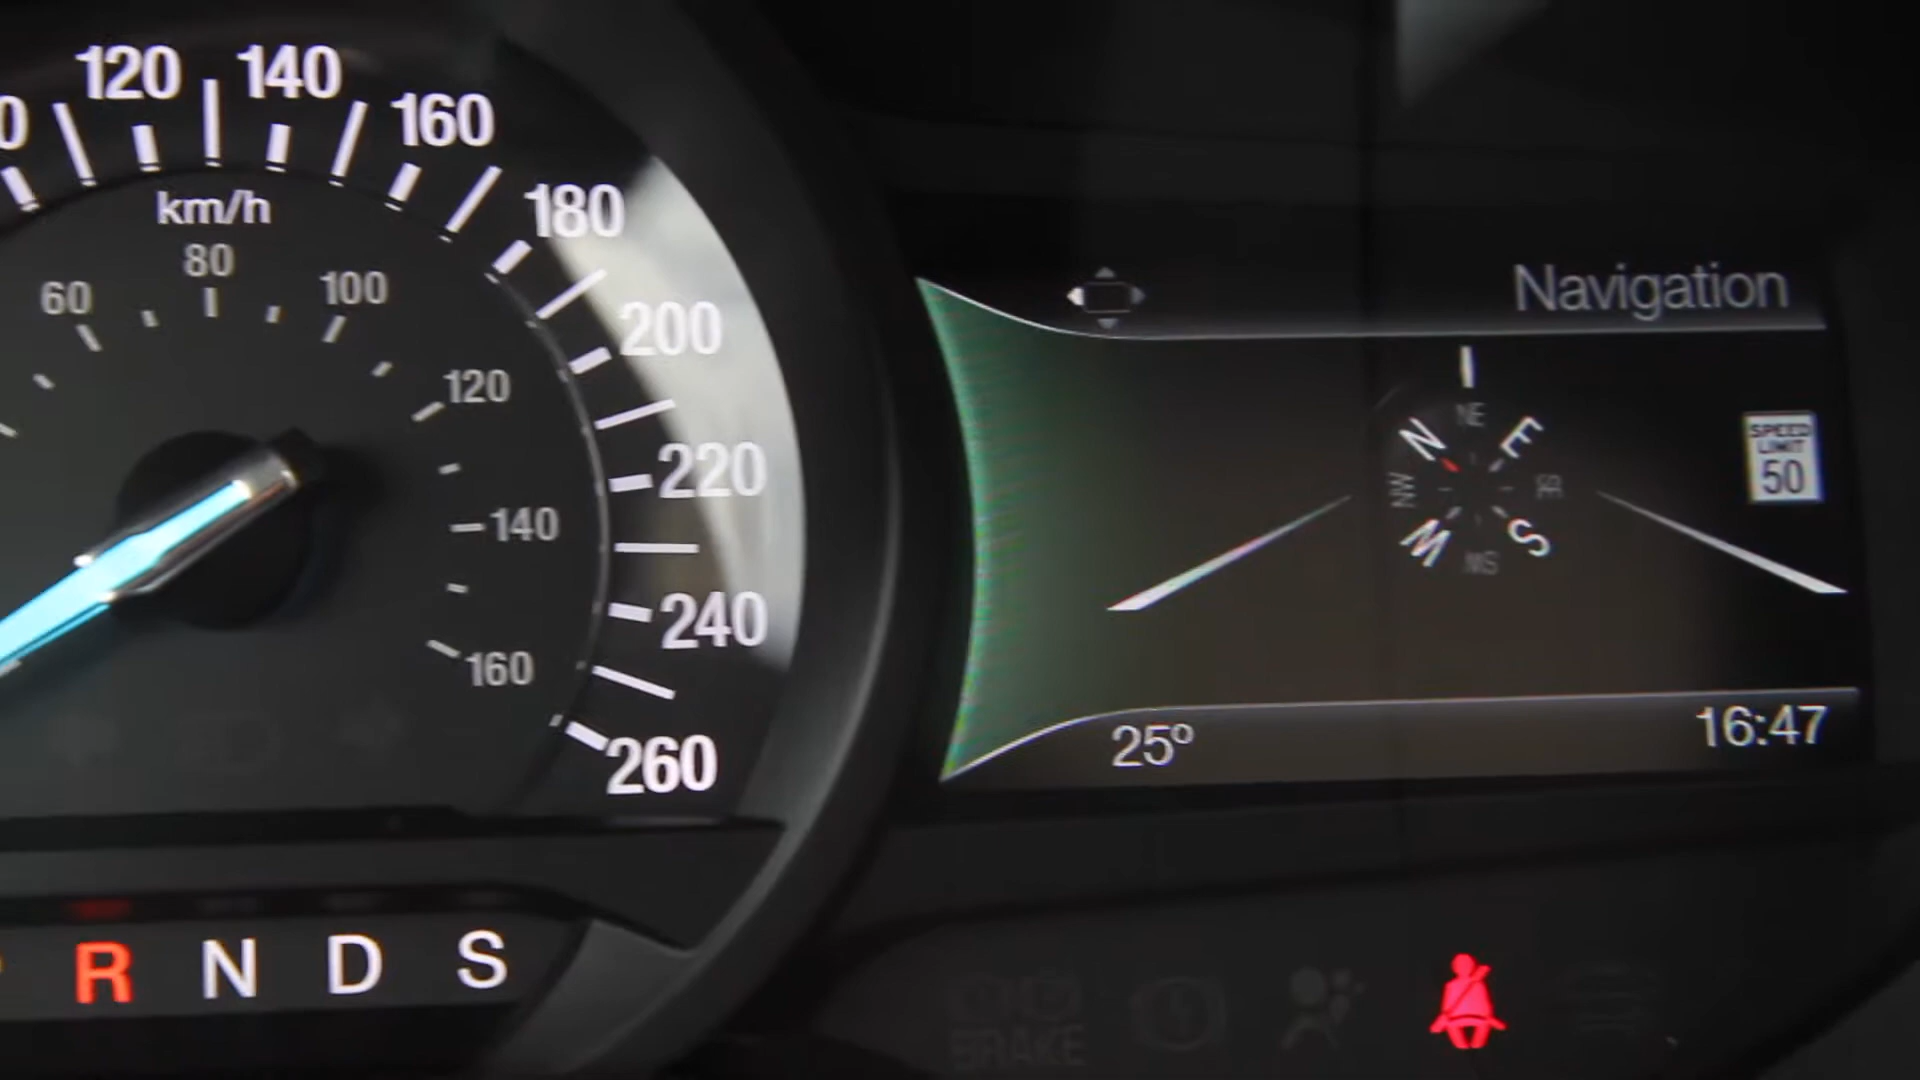 120
140
160
180
200
220
240
260
km/h
60
80
100
120
140
160
R N D S
Navigation
NE
N
E
NW
SE
W
S
SW
SPEED
LIMIT
50
25º
16:47
BRAKE